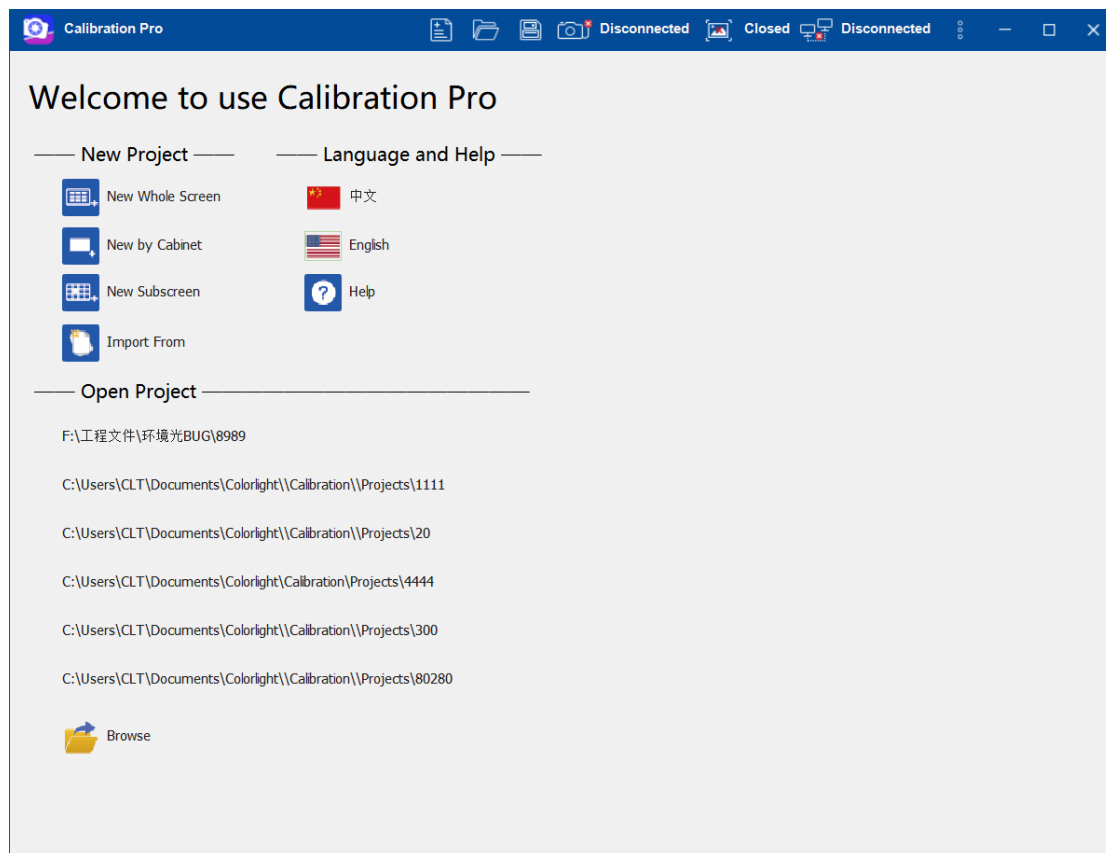 Calibration Pro Disconnected Closed Disconnected
Welcome to use Calibration Pro
New Project Language and Help
New Whole Screen 中文
New by Cabinet English
New Subscreen Help
Import From
Open Project
F:\工程文件\环境光BUG\8989
C:\Users\CLT\Documents\Colorlight\\Calibration\\Projects\1111
C:\Users\CLT\Documents\Colorlight\\Calibration\\Projects\20
C:\Users\CLT\Documents\Colorlight\Calibration\Projects\4444
C:\Users\CLT\Documents\Colorlight\\Calibration\\Projects\300
C:\Users\CLT\Documents\Colorlight\\Calibration\\Projects\80280
Browse